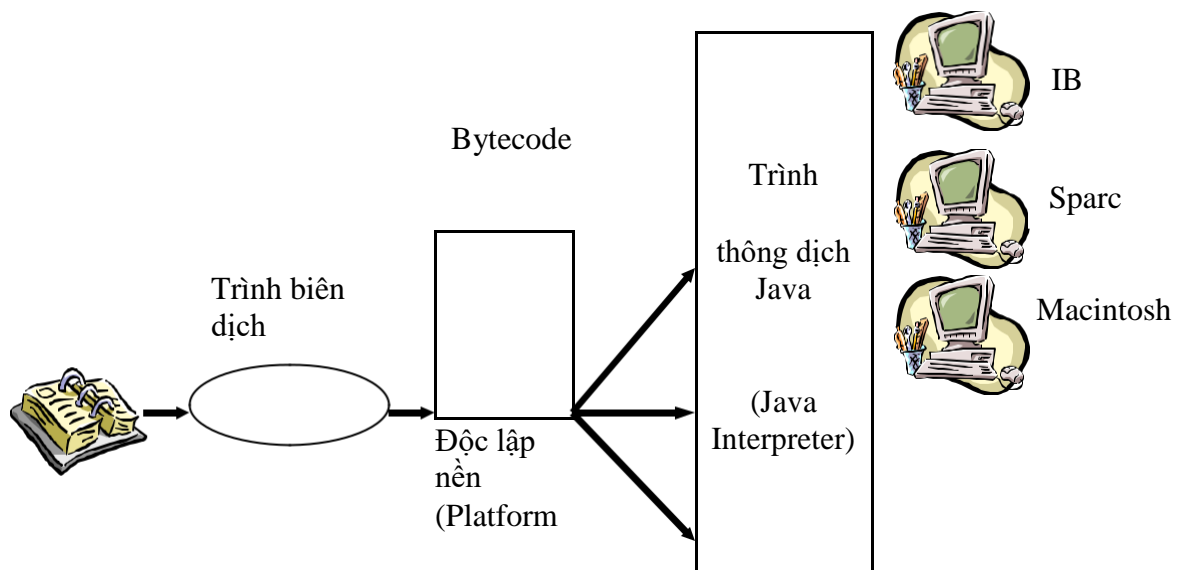 Trình biên
dịch
Bytecode
Độc lập
nền
(Platform
Trình
thông dịch
Java
(Java
Interpreter)
IB
Sparc
Macintosh